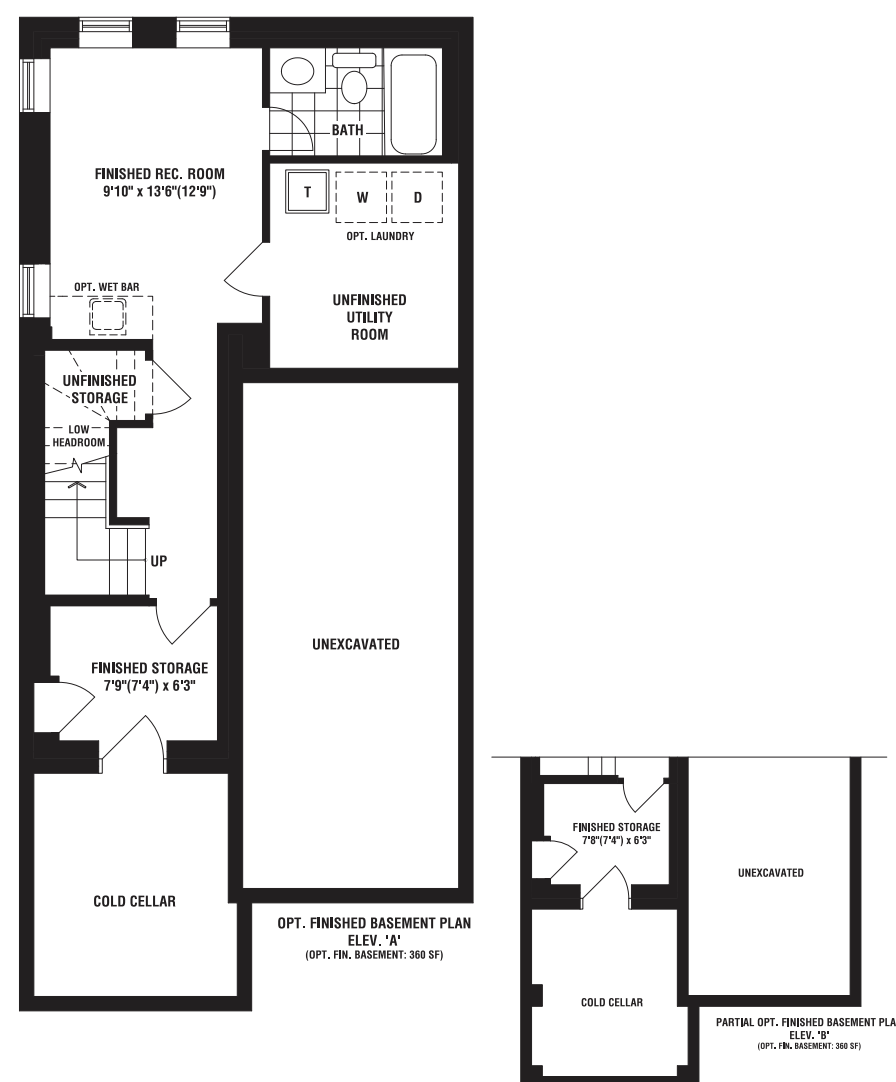 BATH
FINISHED REC. ROOM
9'10" x 13'6"(12'9")
T
W
D
OPT. LAUNDRY
OPT. WET BAR
UNFINISHED
UTILITY
ROOM
UNFINISHED
STORAGE
LOW
HEADROOM
UP
FINISHED STORAGE
7'9"(7'4") x 6'3"
UNEXCAVATED
COLD CELLAR
OPT. FINISHED BASEMENT PLAN
ELEV. 'A'
(OPT. FIN. BASEMENT: 360 SF)
FINISHED STORAGE
7'8"(7'4") x 6'3"
UNEXCAVATED
COLD CELLAR
PARTIAL OPT. FINISHED BASEMENT PLA
ELEV. 'B'
(OPT. FIN. BASEMENT: 360 SF)